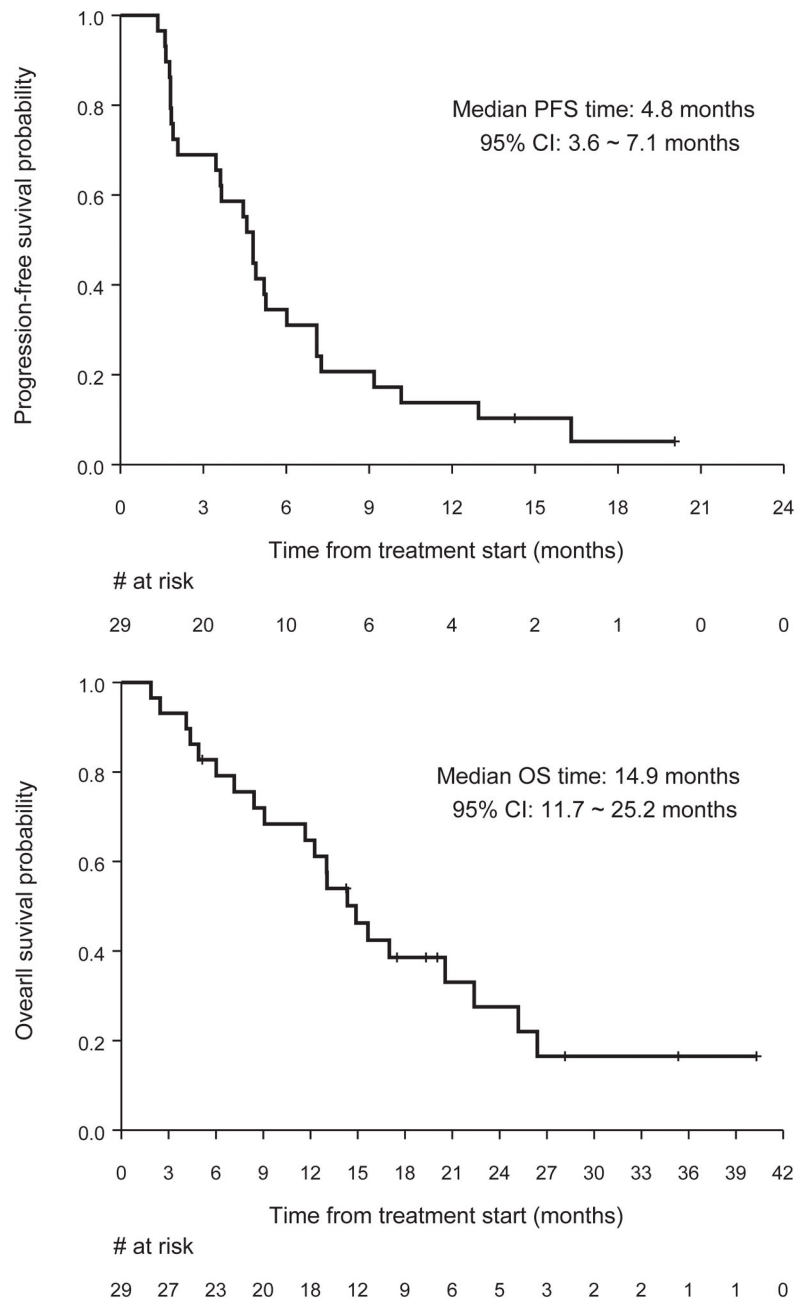 Progression-free suvival probability
1.0
0.8
0.6
0.4
0.2
0.0
Median PFS time: 4.8 months
95% CI: 3.6 ~ 7.1 months
0 3 6 9 12 15 18 21 24
Time from treatment start (months)
# at risk
29 20 10 6 4 2 1 0 0
Ovearll suvival probability
1.0
0.8
0.6
0.4
0.2
0.0
Median OS time: 14.9 months
95% CI: 11.7 ~ 25.2 months
0 3 6 9 12 15 18 21 24 27 30 33 36 39 42
Time from treatment start (months)
# at risk
29 27 23 20 18 12 9 6 5 3 2 2 1 1 0